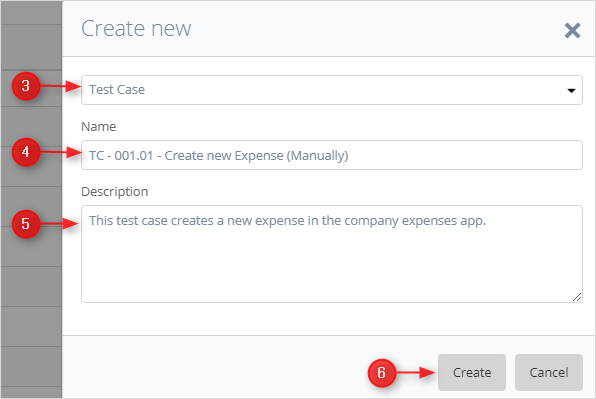 Create new
3
Test Case
Name
4
TC - 001.01 - Create new Expense (Manually)
Description
5
This test case creates a new expense in the company expenses app.
6
Create
Cancel